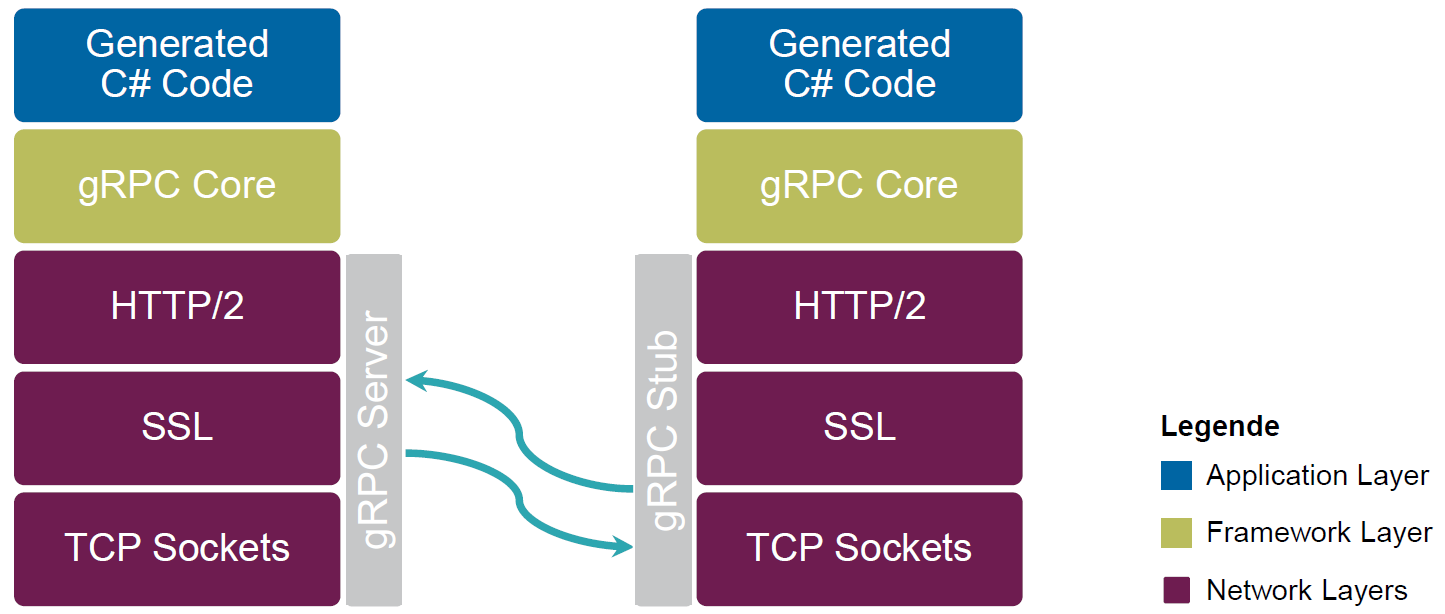 Generated
C# Code
gRPC Core
HTTP/2
SSL
TCP Sockets
gRPC Server
gRPC Stub
Generated
C# Code
gRPC Core
HTTP/2
SSL
TCP Sockets
Legende
Application Layer
Framework Layer
Network Layers